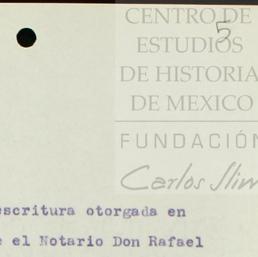 CENTRO DE
5
ESTUDIOS
DE HISTORIA
DE MEXICO
FUNDACIÓN
Carlos Slim
escritura otorgada en
e el Notario Don Rafael